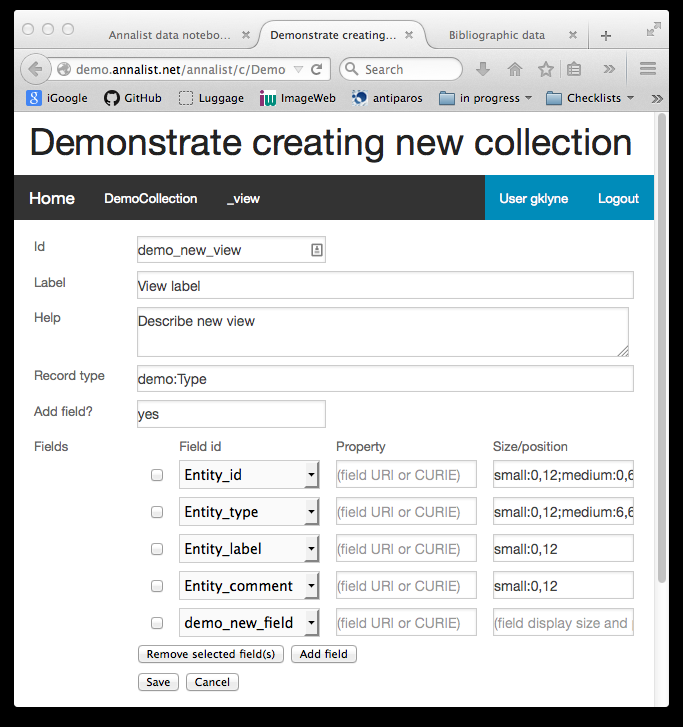 Annalist data notebo...
Demonstrate creating...
Bibliographic data
demo.annalist.net/annalist/c/Demo
Search
iGoogle GitHub Luggage ImageWeb antiparos in progress Checklists
Demonstrate creating new collection
Home DemoCollection _view User gklyne Logout
Id demo_new_view
Label View label
Help Describe new view
Record type demo:Type
Add field? yes
Fields Field id Property Size/position
Entity_id (field URI or CURIE) small:0,12;medium:0,6
Entity_type (field URI or CURIE) small:0,12;medium:6,6
Entity_label (field URI or CURIE) small:0,12
Entity_comment (field URI or CURIE) small:0,12
demo_new_field (field URI or CURIE) (field display size and
Remove selected field(s) Add field
Save Cancel